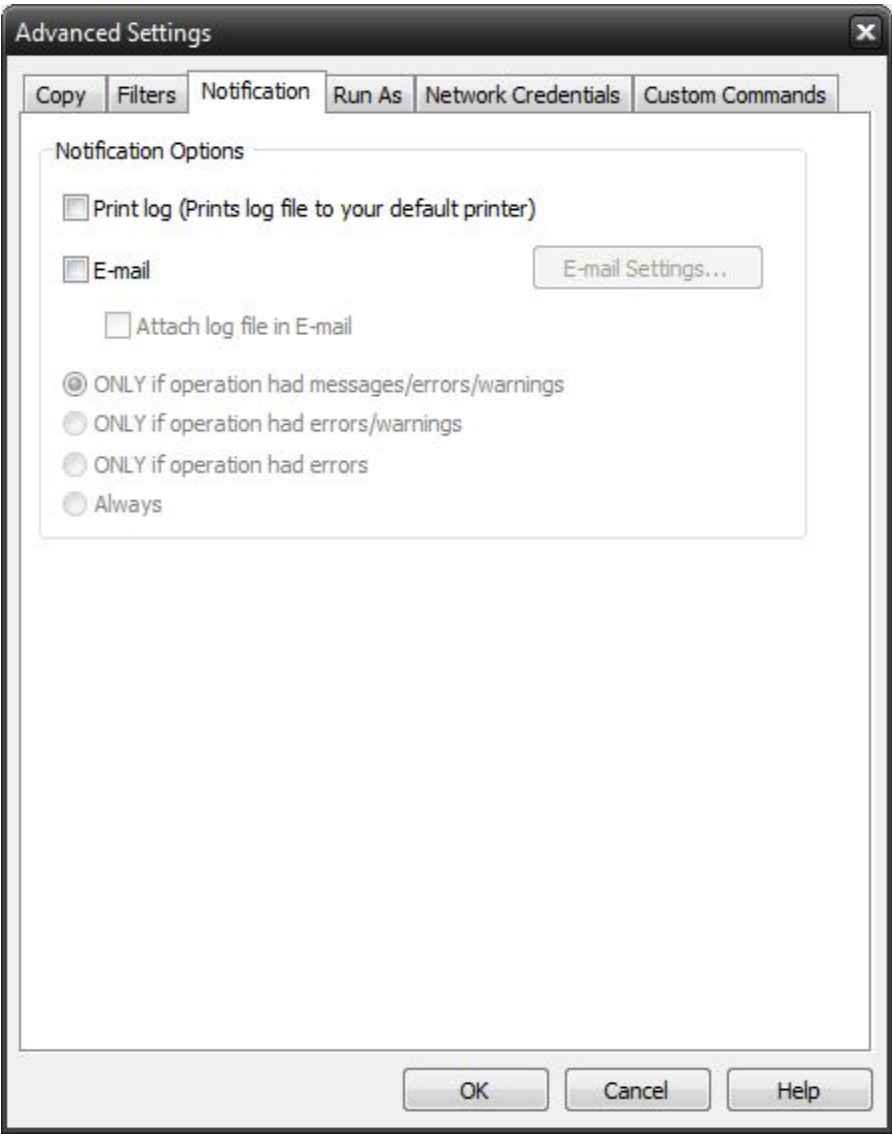 Advanced Settings
Copy Filters Notification Run As Network Credentials Custom Commands
Notification Options
Print log (Prints log file to your default printer)
E-mail E-mail Settings...
Attach log file in E-mail
ONLY if operation had messages/errors/warnings
ONLY if operation had errors/warnings
ONLY if operation had errors
Always
OK Cancel Help